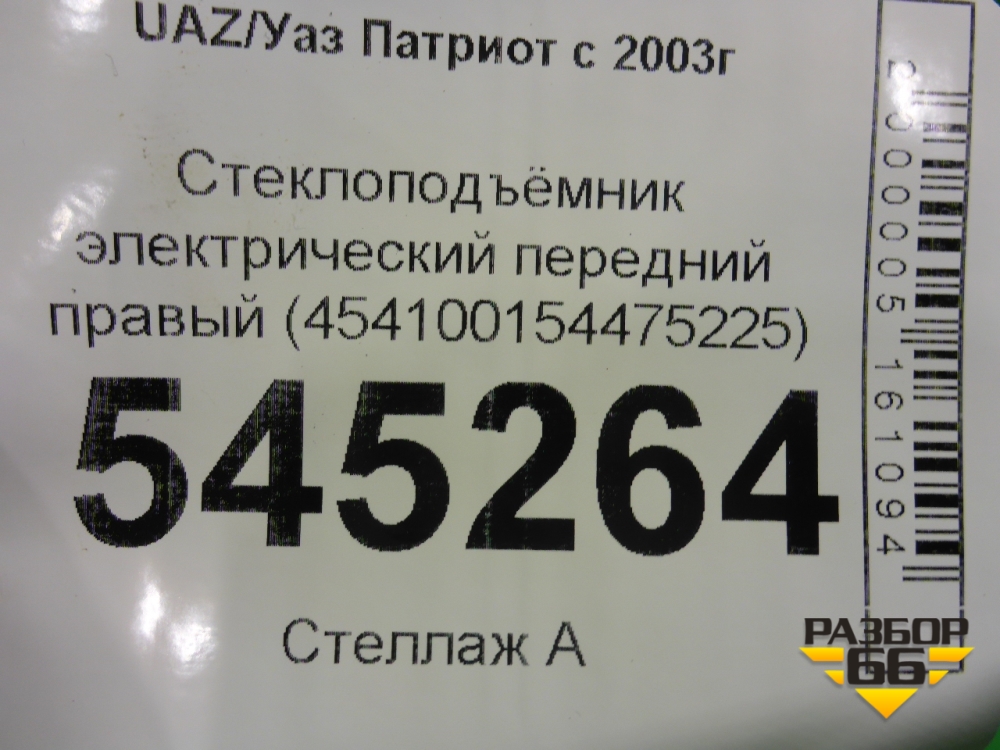 UAZ/Уаз Патриот с 2003г
Стеклоподъёмник
электрический передний
правый (454100154475225)
545264
Стеллаж А
2000005161094
РАЗБОР
66